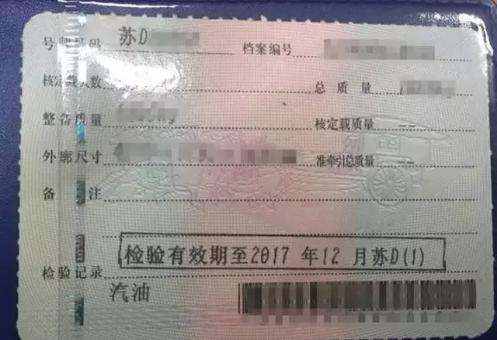 号牌号码 苏D 档案编号
核定载人数 总质量 kg
整备质量 kg 核定载质量 --
外廓尺寸 准牵引总质量 --
备注
检验有效期至2017年12月苏D(1)
检验记录
汽油